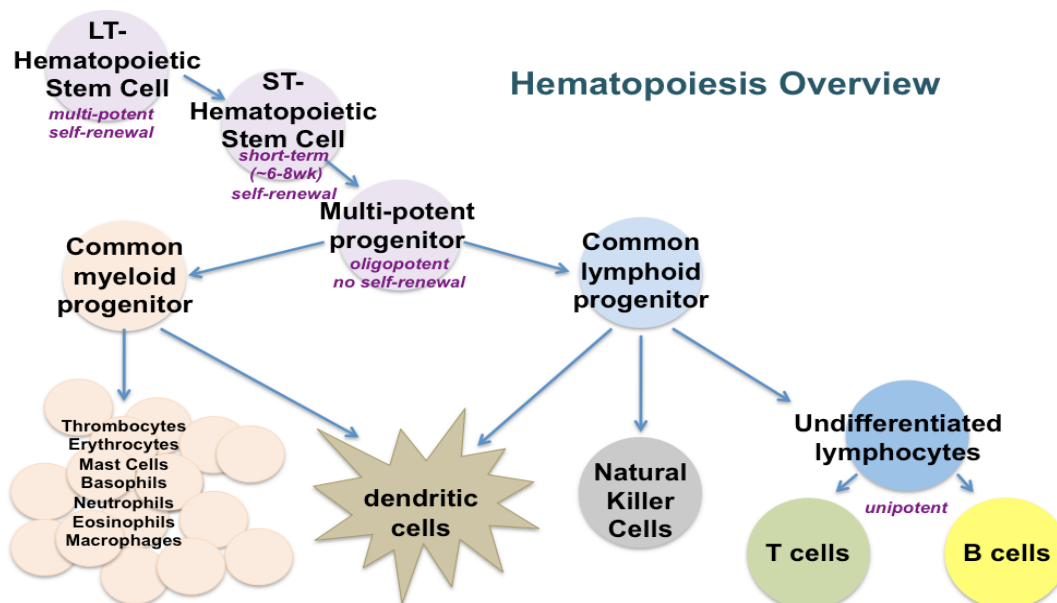 LT-
Hematopoietic
Stem Cell
multi-potent
self-renewal
Hematopoiesis Overview
ST-
Hematopoietic
Stem Cell
short-term
(~6-8wk)
self-renewal
Multi-potent
progenitor
oligopotent
no self-renewal
Common
myeloid
progenitor
Common
lymphoid
progenitor
Thrombocytes
Erythrocytes
Mast Cells
Basophils
Neutrophils
Eosinophils
Macrophages
dendritic
cells
Natural
Killer
Cells
Undifferentiated
lymphocytes
unipotent
T cells
B cells